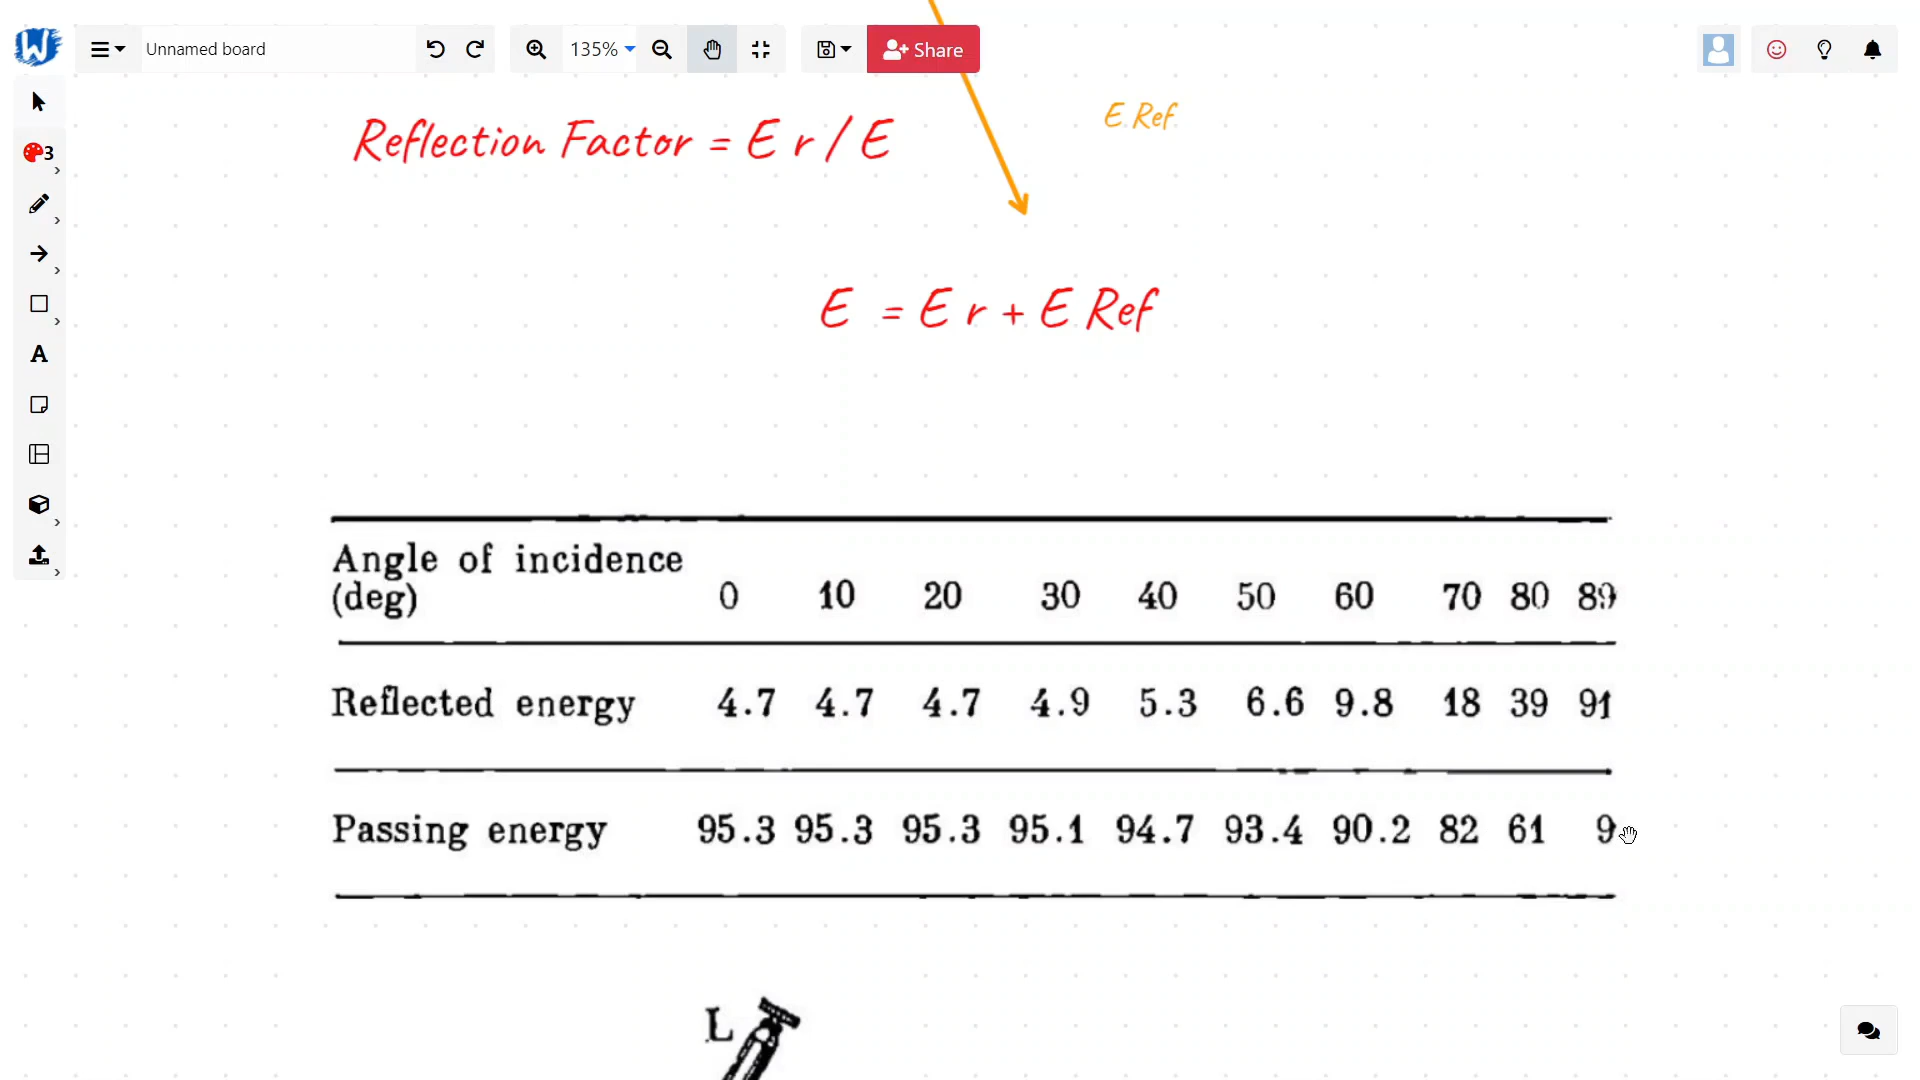 W
Unnamed board
135%
Share
3
A
E Ref
Reflection Factor = E r / E
E = E r + E Ref
Angle of incidence
(deg) 0 10 20 30 40 50 60 70 80 89
Reflected energy 4.7 4.7 4.7 4.9 5.3 6.6 9.8 18 39 91
Passing energy 95.3 95.3 95.3 95.1 94.7 93.4 90.2 82 61 9
L